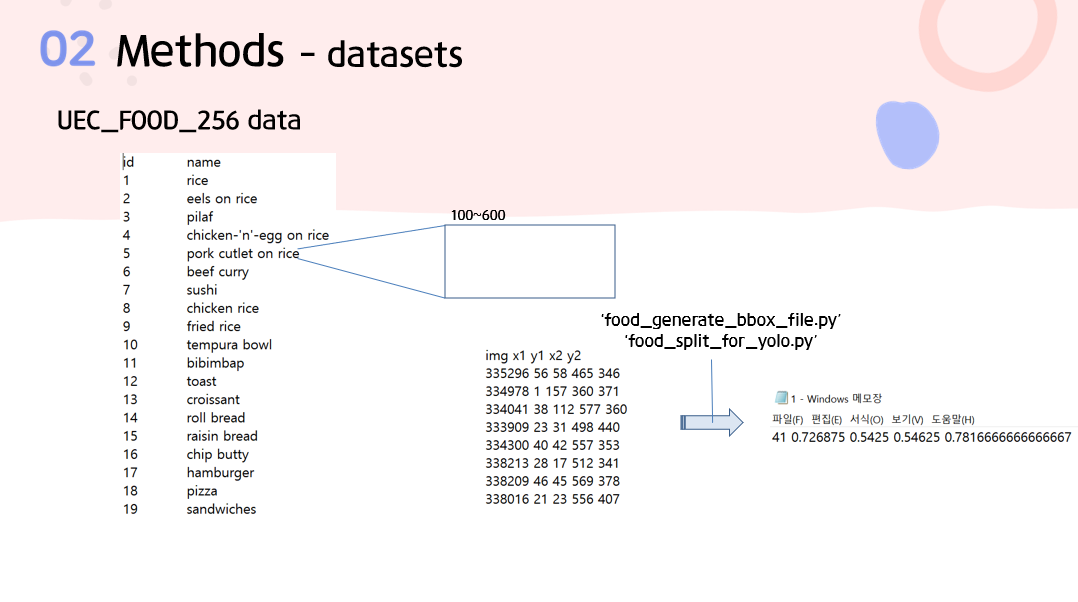 02 Methods - datasets
UEC_FOOD_256 data
id name
1 rice
2 eels on rice
3 pilaf
4 chicken-'n'-egg on rice
5 pork cutlet on rice
6 beef curry
7 sushi
8 chicken rice
9 fried rice
10 tempura bowl
11 bibimbap
12 toast
13 croissant
14 roll bread
15 raisin bread
16 chip butty
17 hamburger
18 pizza
19 sandwiches
100~600
img x1 y1 x2 y2
335296 56 58 465 346
334978 1 157 360 371
334041 38 112 577 360
333909 23 31 498 440
334300 40 42 557 353
338213 28 17 512 341
338209 46 45 569 378
338016 21 23 556 407
'food_generate_bbox_file.py'
'food_split_for_yolo.py'
1 - Windows 메모장
파일(F) 편집(E) 서식(O) 보기(V) 도움말(H)
41 0.726875 0.5425 0.54625 0.7816666666666667